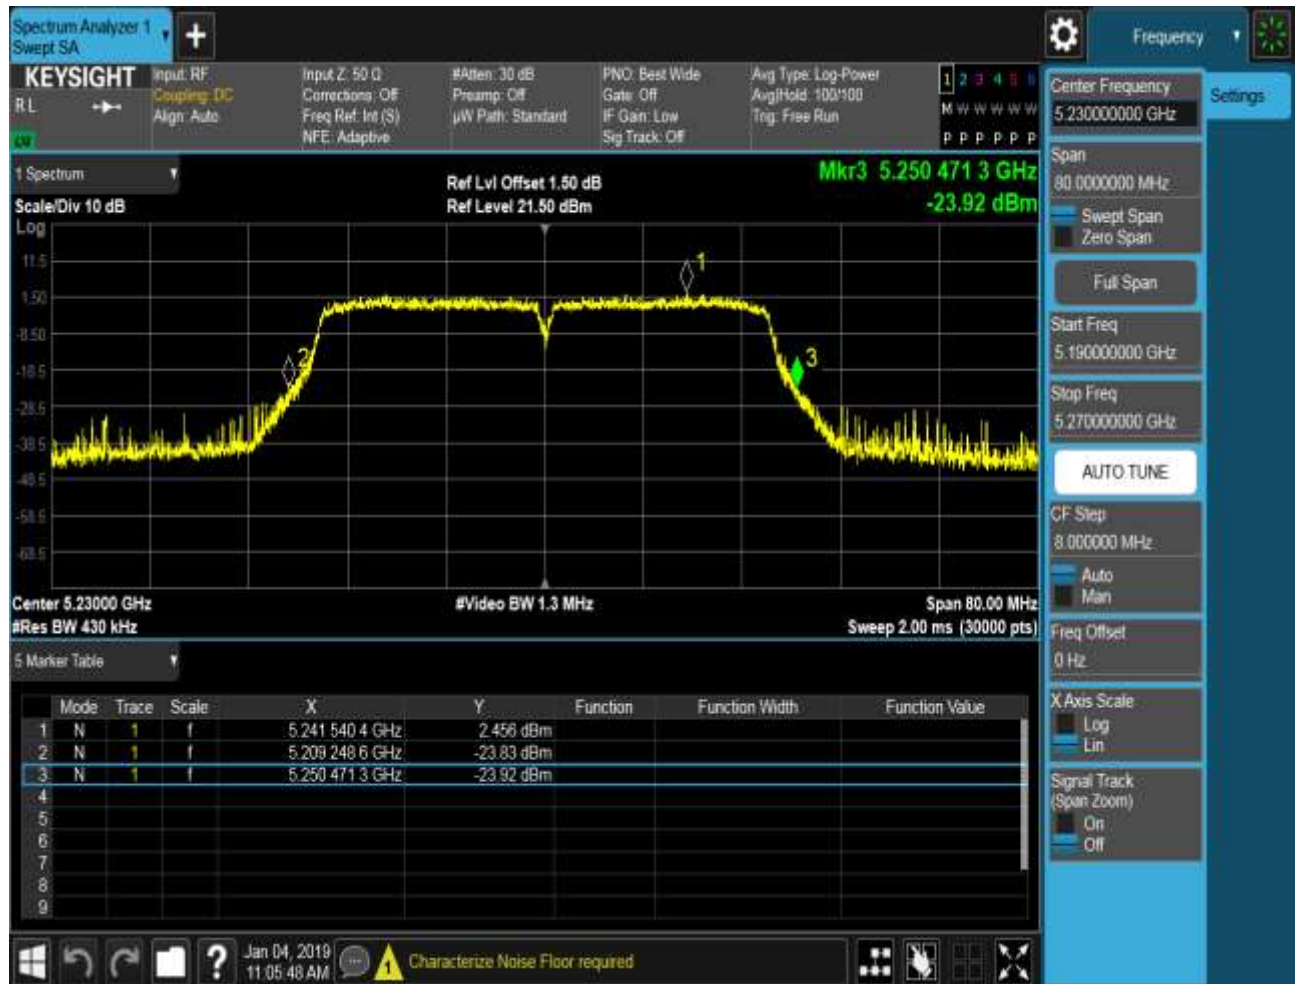 Spectrum Analyzer 1
Swept SA
Frequency
KEYSIGHT
Input: RF
Coupling: DC
Align: Auto
Input Z: 50 Ω
Corrections: Off
Freq Ref: Int (S)
NFE: Adaptive
#Atten: 30 dB
Preamp: Off
µW Path: Standard
PNO: Best Wide
Gate: Off
IF Gain: Low
Sig Track: Off
Avg Type: Log-Power
Avg|Hold: 100/100
Trig: Free Run
1 2 3 4 5 6
M W W W W W
P P P P P P
R L
1 Spectrum
Scale/Div 10 dB
Ref Lvl Offset 1.50 dB
Ref Level 21.50 dBm
Mkr3 5.250 471 3 GHz
-23.92 dBm
Log
11.5
1.50
-8.50
-18.5
-28.5
-38.5
-48.5
-58.5
-68.5
1
2
3
Center 5.23000 GHz
#Res BW 430 kHz
#Video BW 1.3 MHz
Span 80.00 MHz
Sweep 2.00 ms (30000 pts)
5 Marker Table
Mode Trace Scale X Y Function Function Width Function Value
1 N 1 f 5.241 540 4 GHz 2.456 dBm
2 N 1 f 5.209 248 6 GHz -23.83 dBm
3 N 1 f 5.250 471 3 GHz -23.92 dBm
4
5
6
7
8
9
Jan 04, 2019
11:05:48 AM
Characterize Noise Floor required
Settings
Center Frequency
5.230000000 GHz
Span
80.0000000 MHz
Swept Span
Zero Span
Full Span
Start Freq
5.190000000 GHz
Stop Freq
5.270000000 GHz
AUTO TUNE
CF Step
8.000000 MHz
Auto
Man
Freq Offset
0 Hz
X Axis Scale
Log
Lin
Signal Track
(Span Zoom)
On
Off